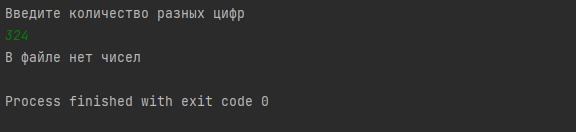 Введите количество разных цифр
324
В файле нет чисел
Process finished with exit code 0